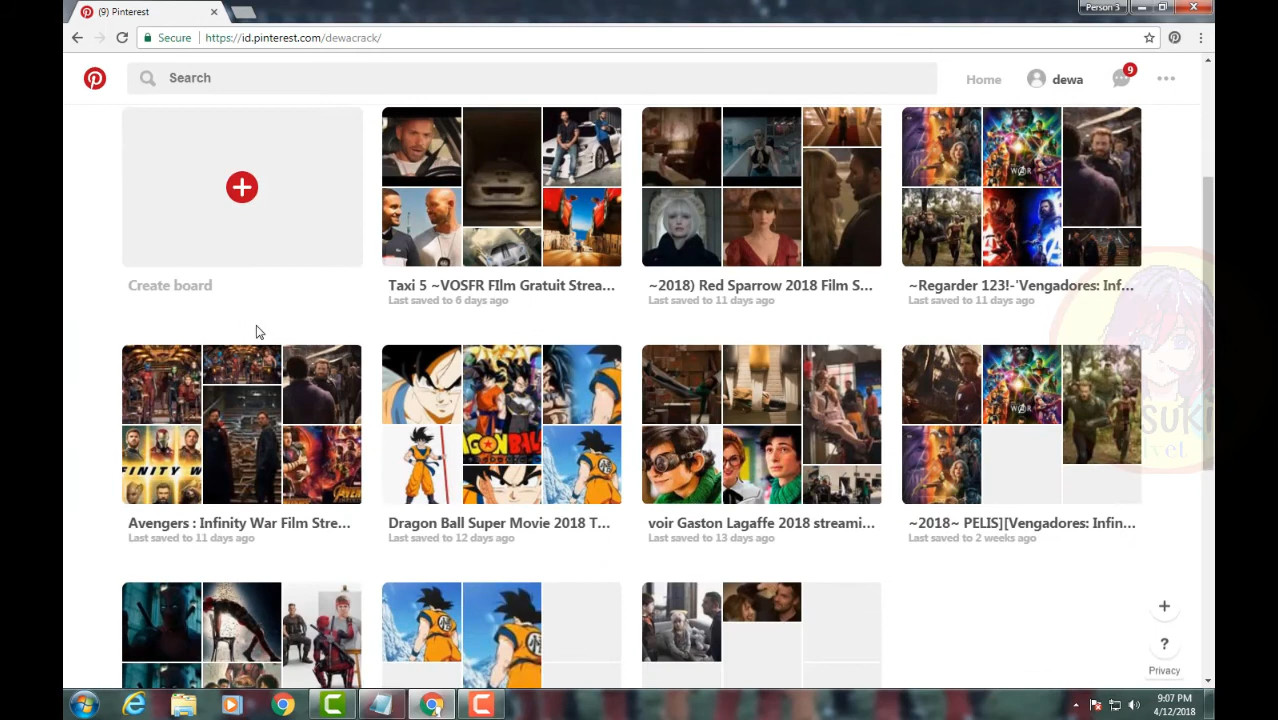 (9) Pinterest
Person 3
Secure
https://id.pinterest.com/dewacrack/
Search
Home
dewa
9
Create board
Taxi 5 ~VOSFR FIlm Gratuit Strea...
Last saved to 6 days ago
~2018) Red Sparrow 2018 Film S...
Last saved to 11 days ago
~Regarder 123!-'Vengadores: Inf...
Last saved to 11 days ago
Avengers : Infinity War Film Stre...
Last saved to 11 days ago
Dragon Ball Super Movie 2018 T...
Last saved to 12 days ago
voir Gaston Lagaffe 2018 streami...
Last saved to 13 days ago
~2018~ PELIS][Vengadores: Infin...
Last saved to 2 weeks ago
SUKI
vet
?
Privacy
9:07 PM
4/12/2018